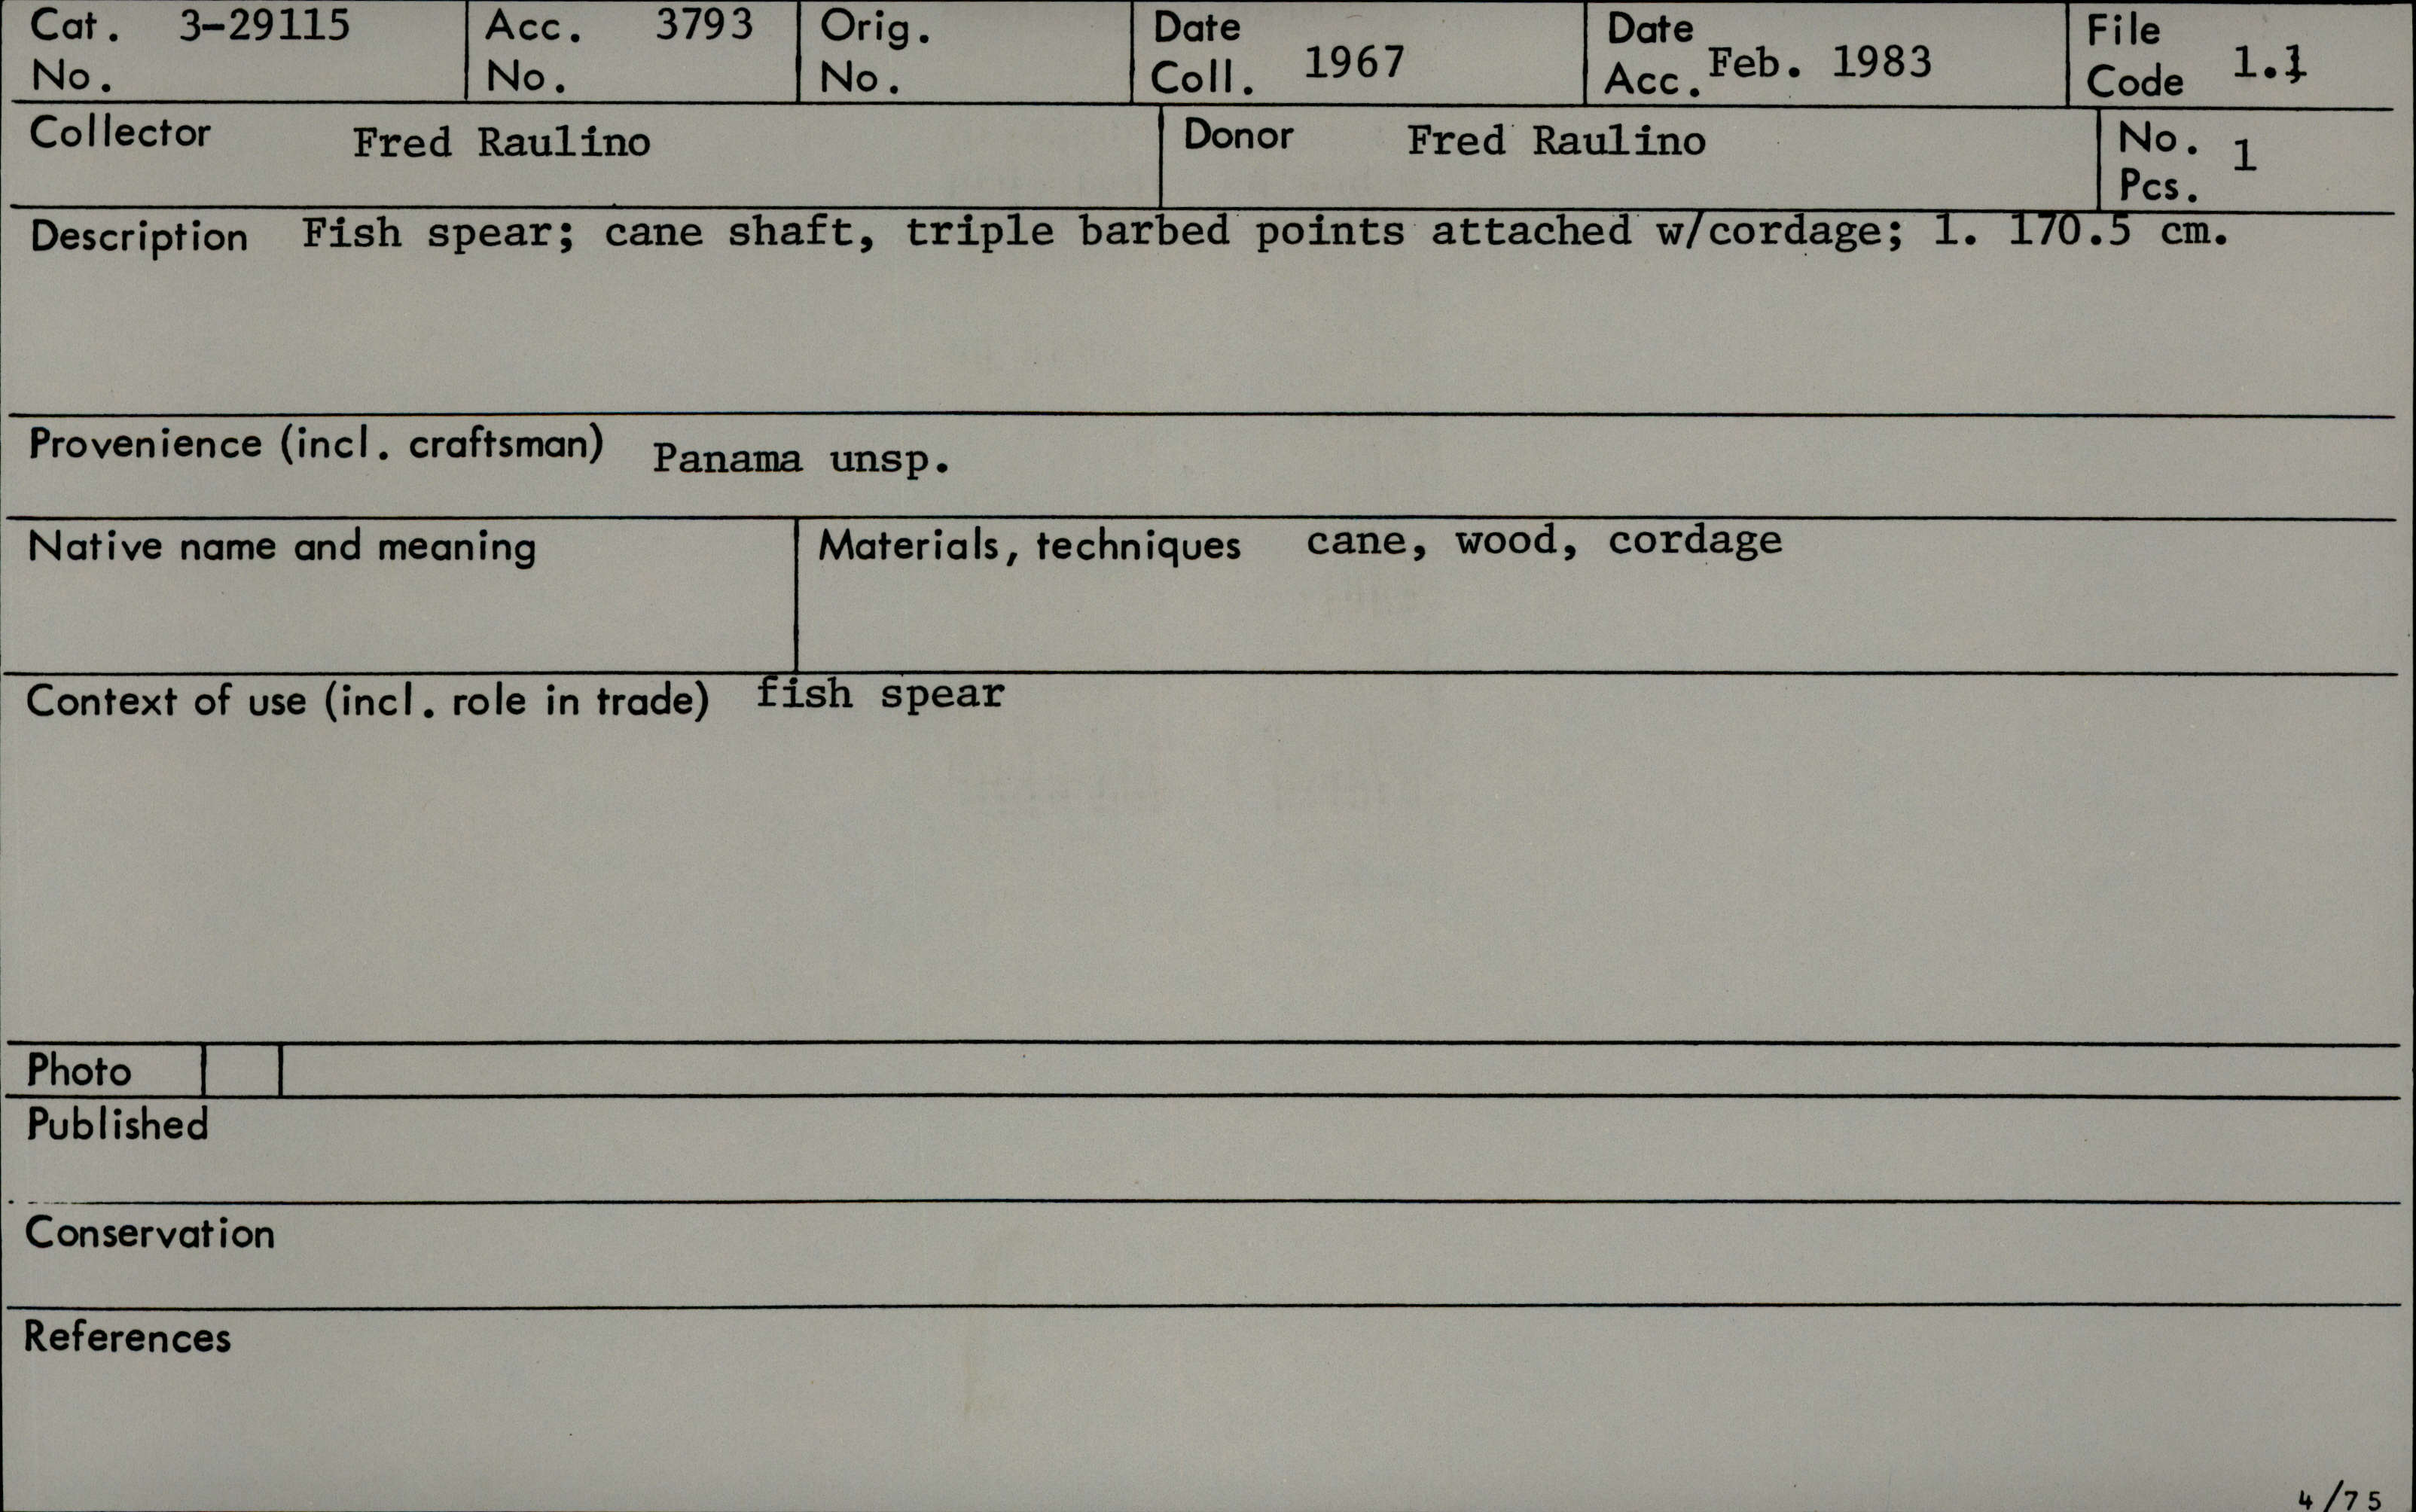 Cat. No. 3-29115 Acc. No. 3793 Orig. No. Date Coll. 1967 Date Acc. Feb. 1983 File Code 1.1
Collector Fred Raulino Donor Fred Raulino No. Pcs. 1
Description Fish spear; cane shaft, triple barbed points attached w/cordage; l. 170.5 cm.
Provenience (incl. craftsman) Panama unsp.
Native name and meaning Materials, techniques cane, wood, cordage
Context of use (incl. role in trade) fish spear
Photo
Published
Conservation
References
4/75